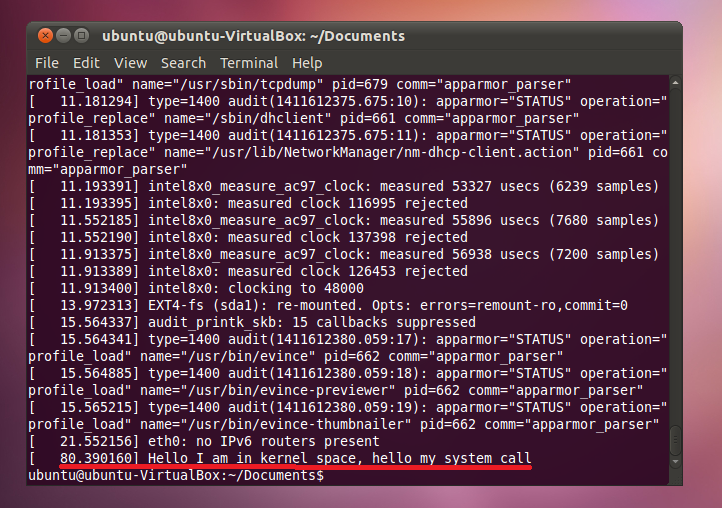 ubuntu@ubuntu-VirtualBox: ~/Documents
File Edit View Search Terminal Help
rofile_load" name="/usr/sbin/tcpdump" pid=679 comm="apparmor_parser"
[   11.181294] type=1400 audit(1411612375.675:10): apparmor="STATUS" operation="
profile_replace" name="/sbin/dhclient" pid=661 comm="apparmor_parser"
[   11.181353] type=1400 audit(1411612375.675:11): apparmor="STATUS" operation="
profile_replace" name="/usr/lib/NetworkManager/nm-dhcp-client.action" pid=661 co
mm="apparmor_parser"
[   11.193391] intel8x0_measure_ac97_clock: measured 53327 usecs (6239 samples)
[   11.193395] intel8x0: measured clock 116995 rejected
[   11.552185] intel8x0_measure_ac97_clock: measured 55896 usecs (7680 samples)
[   11.552190] intel8x0: measured clock 137398 rejected
[   11.913375] intel8x0_measure_ac97_clock: measured 56938 usecs (7200 samples)
[   11.913389] intel8x0: measured clock 126453 rejected
[   11.913400] intel8x0: clocking to 48000
[   13.972313] EXT4-fs (sda1): re-mounted. Opts: errors=remount-ro,commit=0
[   15.564337] audit_printk_skb: 15 callbacks suppressed
[   15.564341] type=1400 audit(1411612380.059:17): apparmor="STATUS" operation="
profile_load" name="/usr/bin/evince" pid=662 comm="apparmor_parser"
[   15.564885] type=1400 audit(1411612380.059:18): apparmor="STATUS" operation="
profile_load" name="/usr/bin/evince-previewer" pid=662 comm="apparmor_parser"
[   15.565215] type=1400 audit(1411612380.059:19): apparmor="STATUS" operation="
profile_load" name="/usr/bin/evince-thumbnailer" pid=662 comm="apparmor_parser"
[   21.552156] eth0: no IPv6 routers present
[   80.390160] Hello I am in kernel space, hello my system call
ubuntu@ubuntu-VirtualBox:~/Documents$